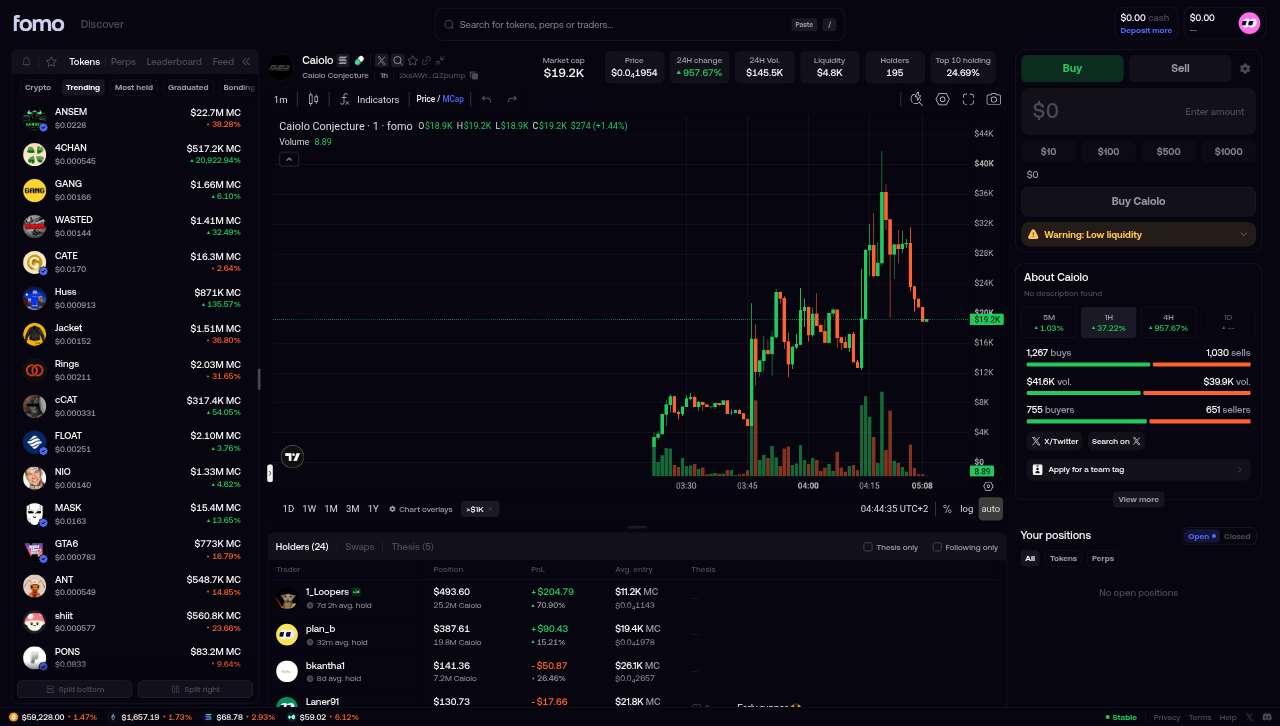 fomo Discover
Search for tokens, perps or traders... Paste /
$0.00 cash
Deposit more
$0.00
—
Tokens Perps Leaderboard Feed
Crypto Trending Most held Graduated Bonding
ANSEM $22.7M MC
$0.0228 38.28%
4CHAN $517.2K MC
$0.000545 20,922.94%
GANG $1.66M MC
$0.00166 6.10%
WASTED $1.41M MC
$0.00144 32.49%
CATE $16.3M MC
$0.0170 2.64%
Huss $871K MC
$0.000913 135.57%
Jacket $1.51M MC
$0.00152 36.80%
Rings $2.03M MC
$0.00211 31.65%
cCAT $317.4K MC
$0.000331 54.05%
FLOAT $2.10M MC
$0.00251 3.76%
NIO $1.33M MC
$0.00140 4.62%
MASK $15.4M MC
$0.0163 13.65%
GTA6 $773K MC
$0.000783 16.79%
ANT $548.7K MC
$0.000549 14.85%
shiit $560.8K MC
$0.000577 23.66%
PONS $83.2M MC
$0.0833 9.64%
Split bottom Split right
Caiolo
Caiolo Conjecture 1h
Market cap
$19.2K
Price
$0.0₄1954
24H change
957.67%
24H Vol.
$145.5K
Liquidity
$4.8K
Holders
195
Top 10 holding
24.69%
1m Indicators Price / MCap
Caiolo Conjecture · 1 · fomo O$18.9K H$19.2K L$18.9K C$19.2K $274 (+1.44%)
Volume 8.89
$44K
$40K
$36K
$32K
$28K
$24K
$20K
$19.2K
$16K
$12K
$8K
$4K
$0
8.89
03:30 03:45 04:00 04:15 05:08
1D 1W 1M 3M 1Y Chart overlays >$1K 04:44:35 UTC+2 % log auto
Holders (24) Swaps Thesis (5) Thesis only Following only
Trader Position PnL Avg. entry Thesis
1_Loopers $493.60 +$204.79 $11.2K MC
7d 2h avg. hold 25.2M Caiolo 70.90% $0.0₄1143
plan_b $387.61 +$90.43 $19.4K MC
32m avg. hold 19.8M Caiolo 15.21% $0.0₄1978
bkantha1 $141.36 -$50.87 $26.1K MC
8d avg. hold 7.2M Caiolo 26.46% $0.0₄2657
Laner91 $130.73 -$17.66 $21.8K MC
Buy Sell
$0 Enter amount
$10 $100 $500 $1000
$0
Buy Caiolo
Warning: Low liquidity
About Caiolo
No description found
5M 1H 4H 1D
1.03% 37.22% 957.67% --
1,267 buys 1,030 sells
$41.6K vol. $39.9K vol.
755 buyers 651 sellers
X/Twitter Search on X
Apply for a team tag
View more
Your positions Open Closed
All Tokens Perps
No open positions
$59,228.00 1.47% $1,657.19 1.73% $68.78 2.93% $59.02 6.12%
Stable Privacy Terms Help